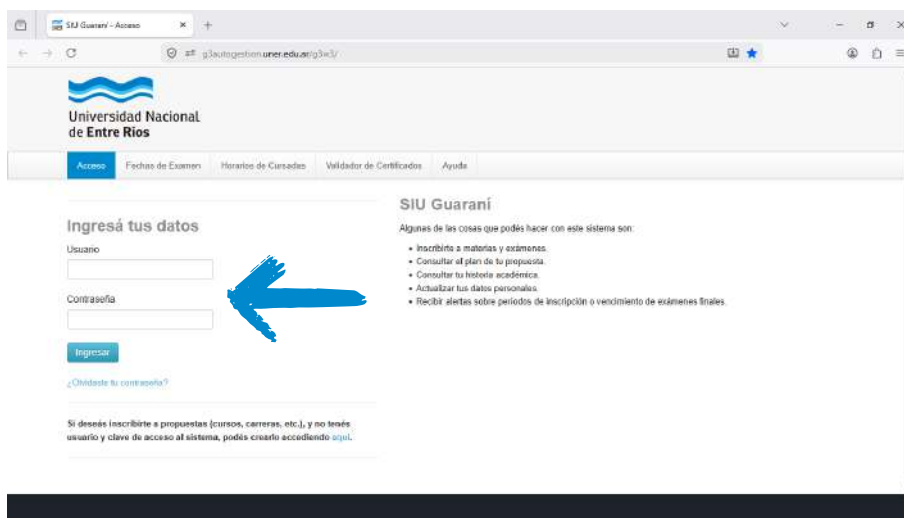 SIU Guaraní - Acceso
g3autogestion.uner.edu.ar/g3w3/
Universidad Nacional
de Entre Ríos
Acceso Fechas de Examen Horarios de Cursadas Validador de Certificados Ayuda
Ingresá tus datos
Usuario
Contraseña
Ingresar
¿Olvidaste tu contraseña?
Si deseás inscribirte a propuestas (cursos, carreras, etc.), y no tenés
usuario y clave de acceso al sistema, podés crearlo accediendo aquí.
SIU Guaraní
Algunas de las cosas que podés hacer con este sistema son:
• Inscribirte a materias y exámenes.
• Consultar el plan de tu propuesta.
• Consultar tu historia académica.
• Actualizar tus datos personales.
• Recibir alertas sobre períodos de inscripción o vencimiento de exámenes finales.